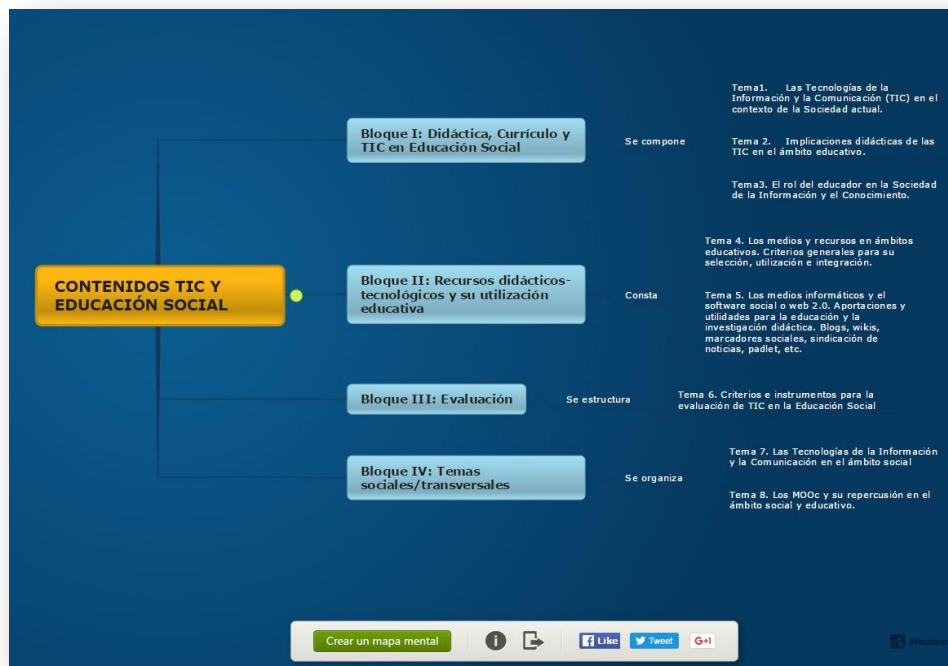 CONTENIDOS TIC Y
EDUCACIÓN SOCIAL
Bloque I: Didáctica, Currículo y
TIC en Educación Social
Se compone
Tema1. Las Tecnologías de la
Información y la Comunicación (TIC) en el
contexto de la Sociedad actual.
Tema 2. Implicaciones didácticas de las
TIC en el ámbito educativo.
Tema3. El rol del educador en la Sociedad
de la Información y el Conocimiento.
Bloque II: Recursos didácticos-
tecnológicos y su utilización
educativa
Consta
Tema 4. Los medios y recursos en ámbitos
educativos. Criterios generales para su
selección, utilización e integración.
Tema 5. Los medios informáticos y el
software social o web 2.0. Aportaciones y
utilidades para la educación y la
investigación didáctica. Blogs, wikis,
marcadores sociales, sindicación de
noticias, padlet, etc.
Bloque III: Evaluación
Se estructura
Tema 6. Criterios e instrumentos para la
evaluación de TIC en la Educación Social
Bloque IV: Temas
sociales/transversales
Se organiza
Tema 7. Las Tecnologías de la Información
y la Comunicación en el ámbito social
Tema 8. Los MOOc y su repercusión en el
ámbito social y educativo.
Crear un mapa mental
Like
Tweet
G+1